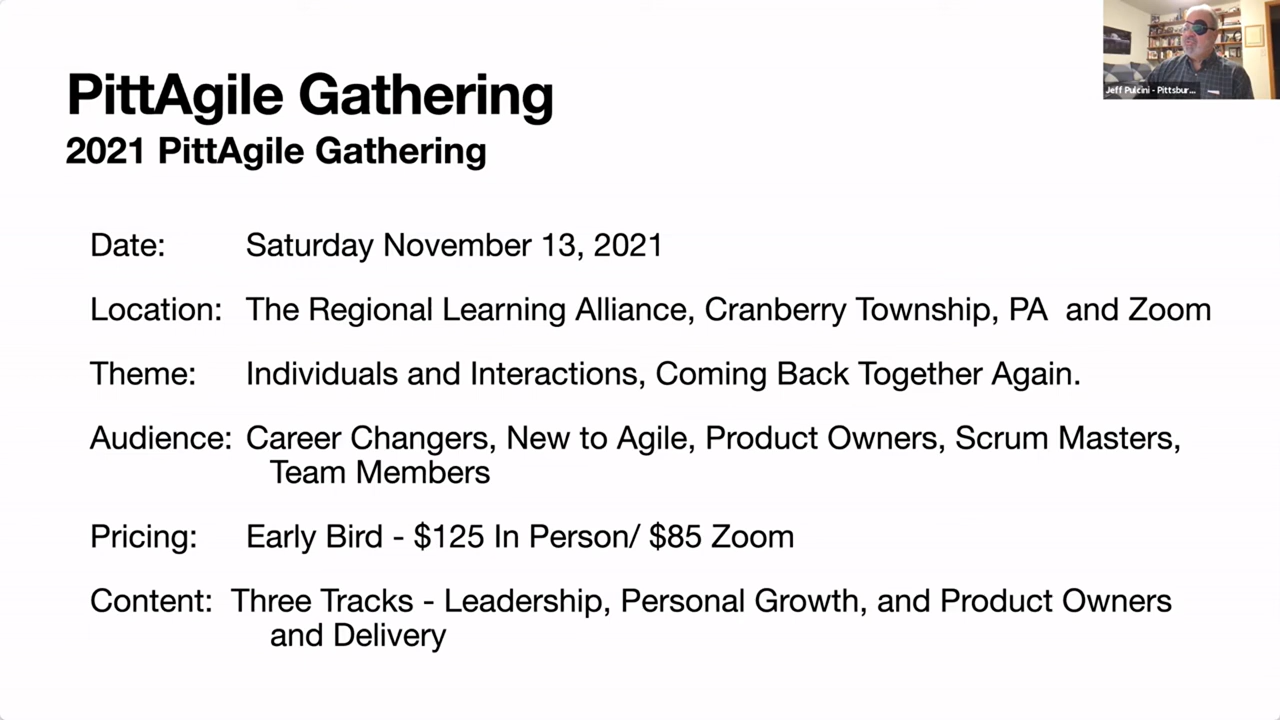 PittAgile Gathering
2021 PittAgile Gathering
Date: Saturday November 13, 2021
Location: The Regional Learning Alliance, Cranberry Township, PA and Zoom
Theme: Individuals and Interactions, Coming Back Together Again.
Audience: Career Changers, New to Agile, Product Owners, Scrum Masters,
Team Members
Pricing: Early Bird - $125 In Person/ $85 Zoom
Content: Three Tracks - Leadership, Personal Growth, and Product Owners
and Delivery
Jeff Pulcini - Pittsbur...